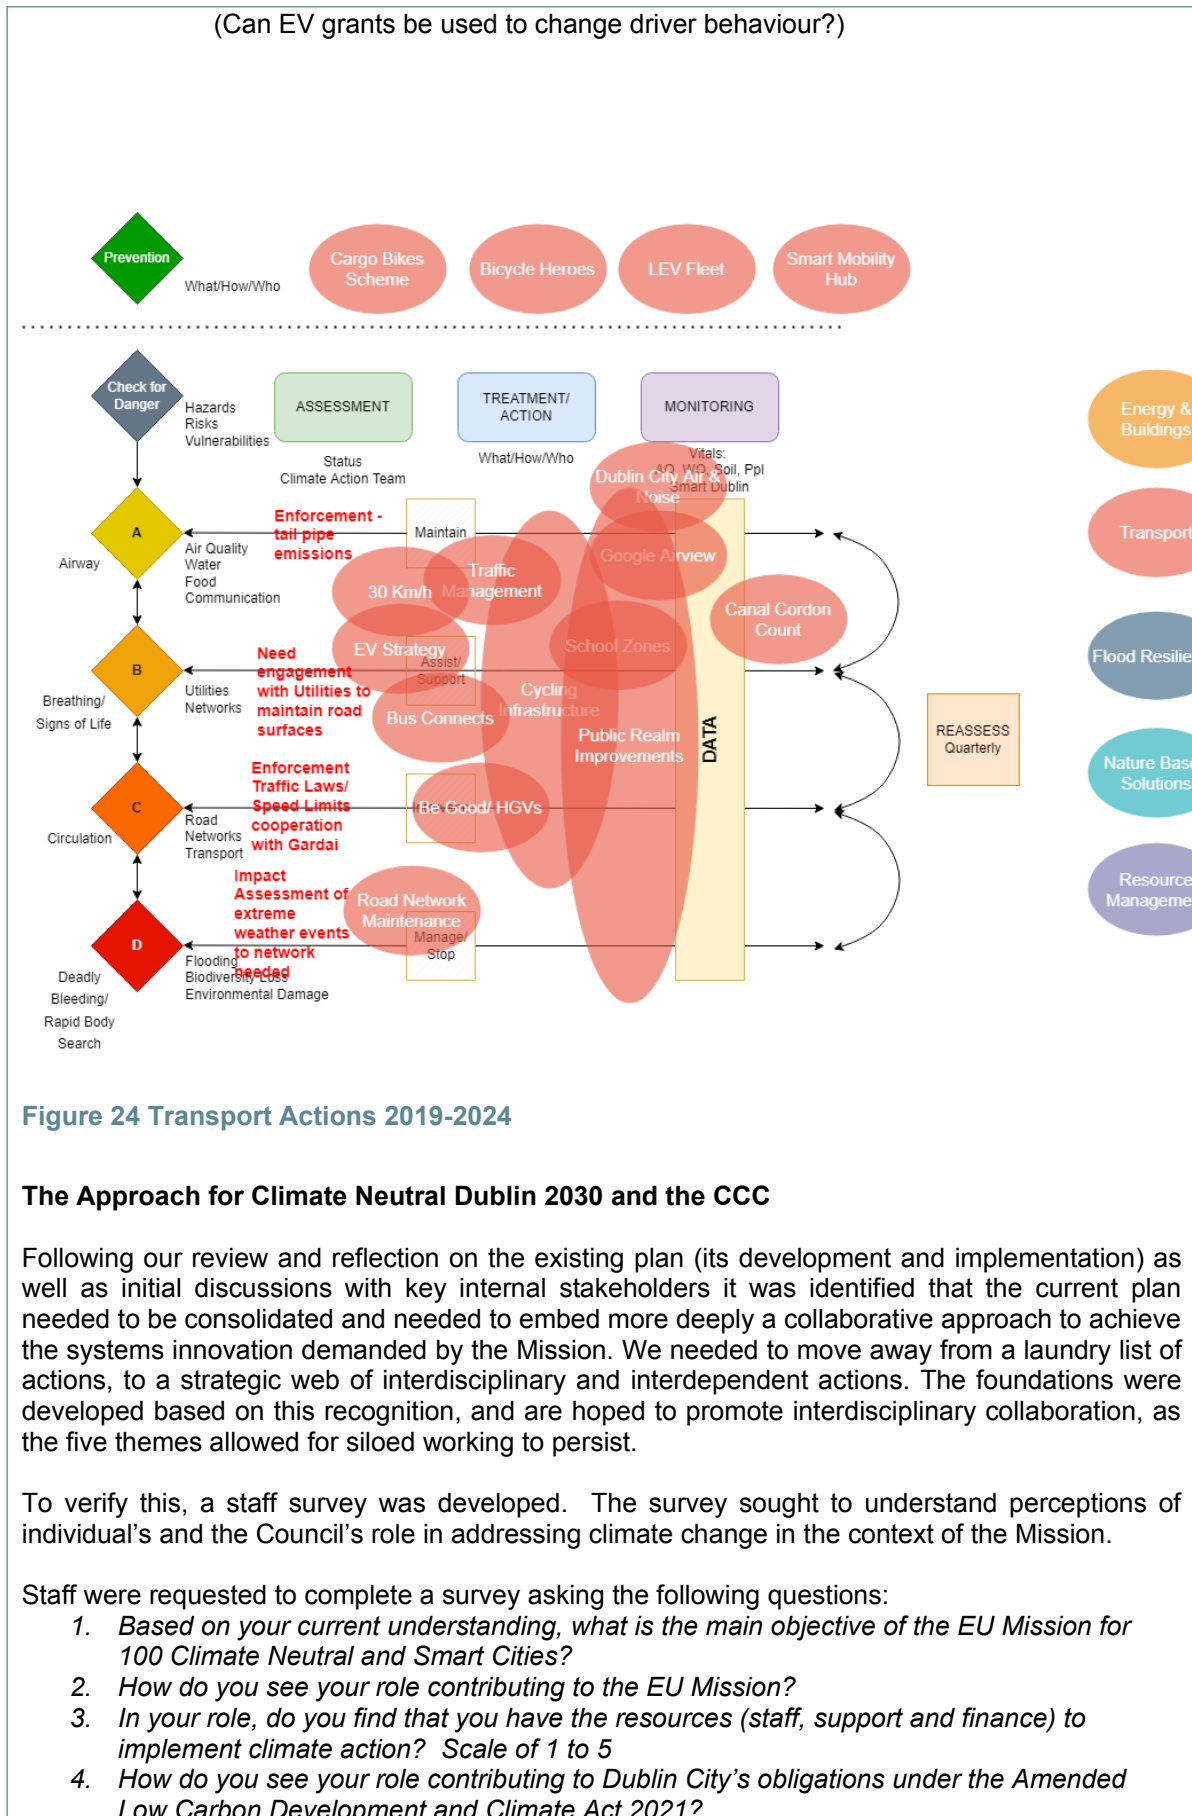 (Can EV grants be used to change driver behaviour?)
Prevention
What/How/Who
Cargo Bikes
Scheme
Bicycle Heroes
LEV Fleet
Smart Mobility
Hub
Check for
Danger
Hazards
Risks
Vulnerabilities
ASSESSMENT
Status
Climate Action Team
TREATMENT/
ACTION
What/How/Who
MONITORING
Vitals:
AQ, WQ, Soil, Ppl
Smart Dublin
Dublin City Air &
Noise
Energy &
Buildings
A
Airway
Air Quality
Water
Food
Communication
Enforcement -
tail pipe
emissions
Maintain
Google Airview
Transport
30 Km/h
Traffic
Management
Canal Cordon
Count
EV Strategy
School Zones
B
Breathing/
Signs of Life
Utilities
Networks
Need
engagement
with Utilities to
maintain road
surfaces
Assist/
Support
Bus Connects
Cycling
Infrastructure
Public Realm
Improvements
DATA
REASSESS
Quarterly
Flood Resilie
Nature Base
Solutions
C
Circulation
Road
Networks
Transport
Enforcement
Traffic Laws/
Speed Limits
cooperation
with Gardai
Be Good/ HGVs
D
Deadly
Bleeding/
Rapid Body
Search
Flooding
Biodiversity Loss
Environmental Damage
Impact
Assessment of
extreme
weather events
to network
needed
Road Network
Maintenance
Manage/
Stop
Resource
Manageme
Figure 24 Transport Actions 2019-2024
The Approach for Climate Neutral Dublin 2030 and the CCC
Following our review and reflection on the existing plan (its development and implementation) as
well as initial discussions with key internal stakeholders it was identified that the current plan
needed to be consolidated and needed to embed more deeply a collaborative approach to achieve
the systems innovation demanded by the Mission. We needed to move away from a laundry list of
actions, to a strategic web of interdisciplinary and interdependent actions. The foundations were
developed based on this recognition, and are hoped to promote interdisciplinary collaboration, as
the five themes allowed for siloed working to persist.
To verify this, a staff survey was developed. The survey sought to understand perceptions of
individual's and the Council's role in addressing climate change in the context of the Mission.
Staff were requested to complete a survey asking the following questions:
1. Based on your current understanding, what is the main objective of the EU Mission for
100 Climate Neutral and Smart Cities?
2. How do you see your role contributing to the EU Mission?
3. In your role, do you find that you have the resources (staff, support and finance) to
implement climate action? Scale of 1 to 5
4. How do you see your role contributing to Dublin City's obligations under the Amended
Low Carbon Development and Climate Act 2021?